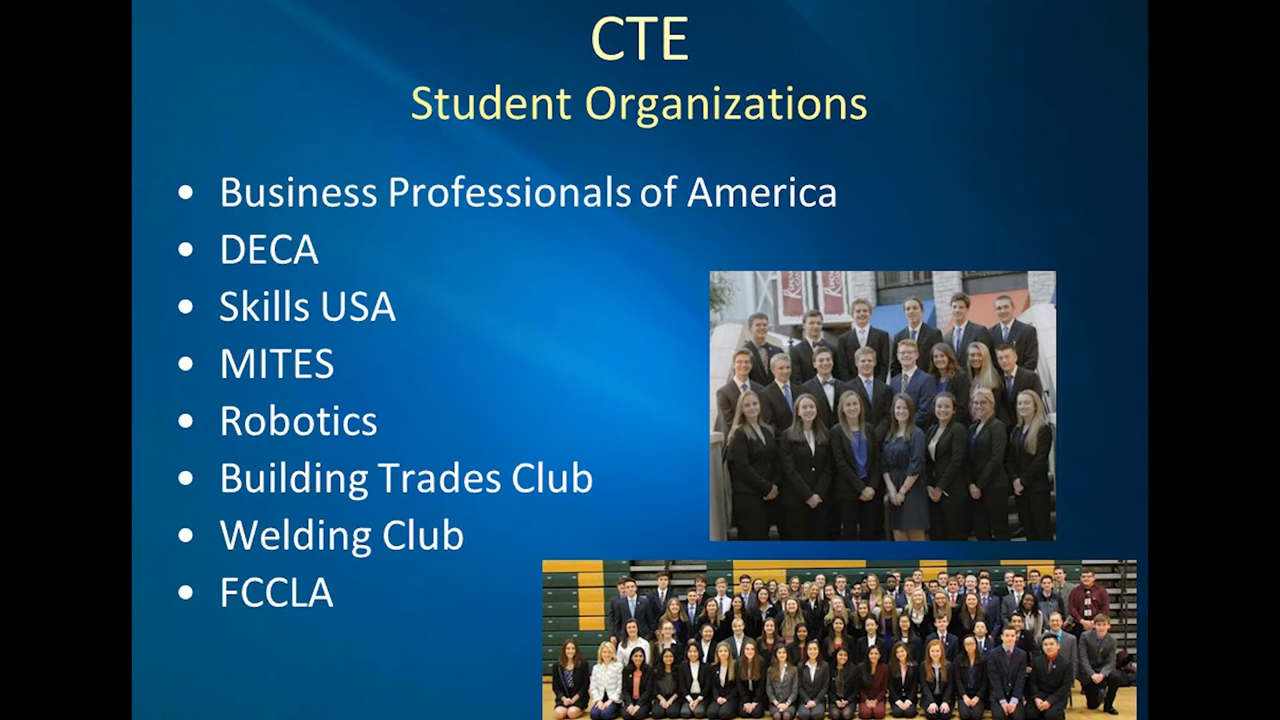 CTE
Student Organizations
• Business Professionals of America
• DECA
• Skills USA
• MITES
• Robotics
• Building Trades Club
• Welding Club
• FCCLA